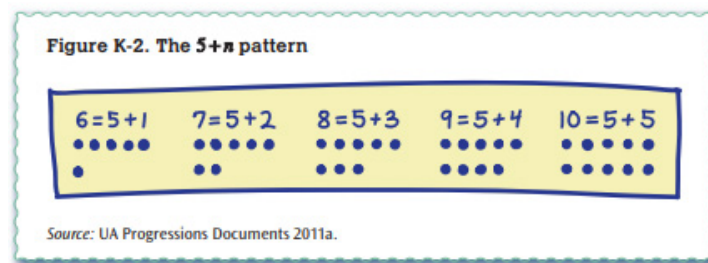 Figure K-2. The 5+n pattern
6=5+1 7=5+2 8=5+3 9=5+4 10=5+5
Source: UA Progressions Documents 2011a.